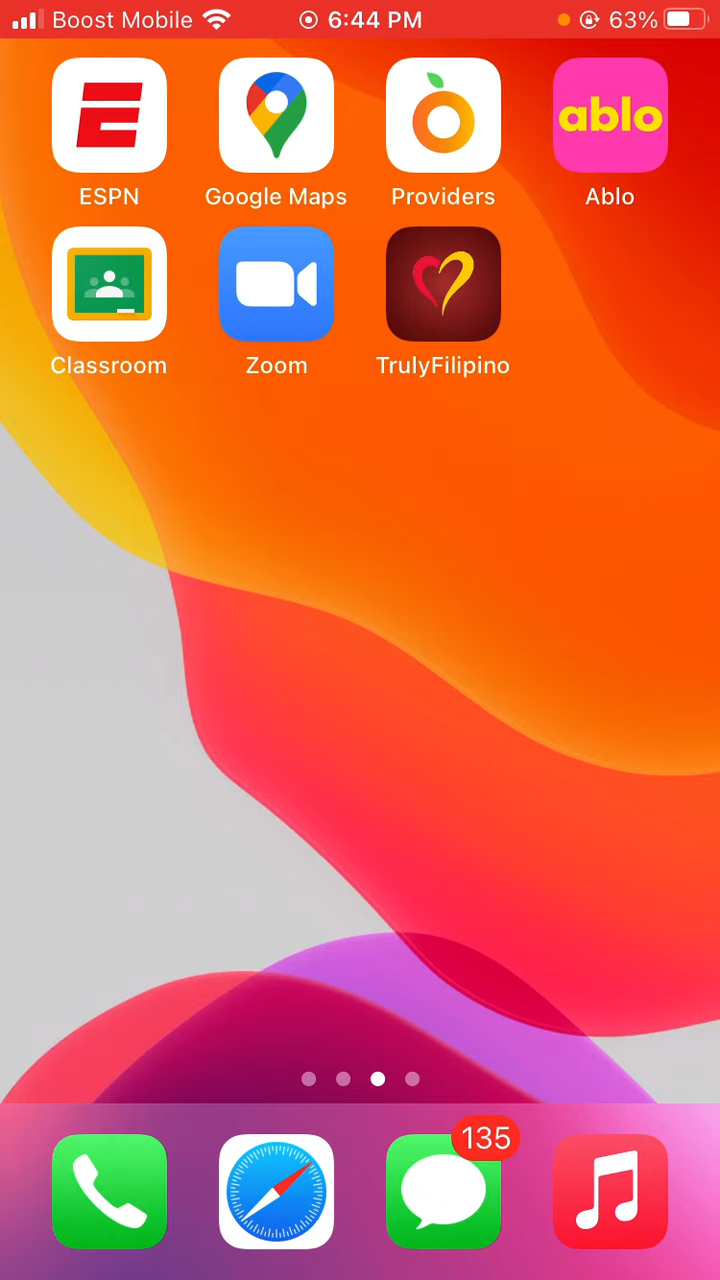 Boost Mobile 6:44 PM 63%
ablo
ESPN Google Maps Providers Ablo
Classroom Zoom TrulyFilipino
135